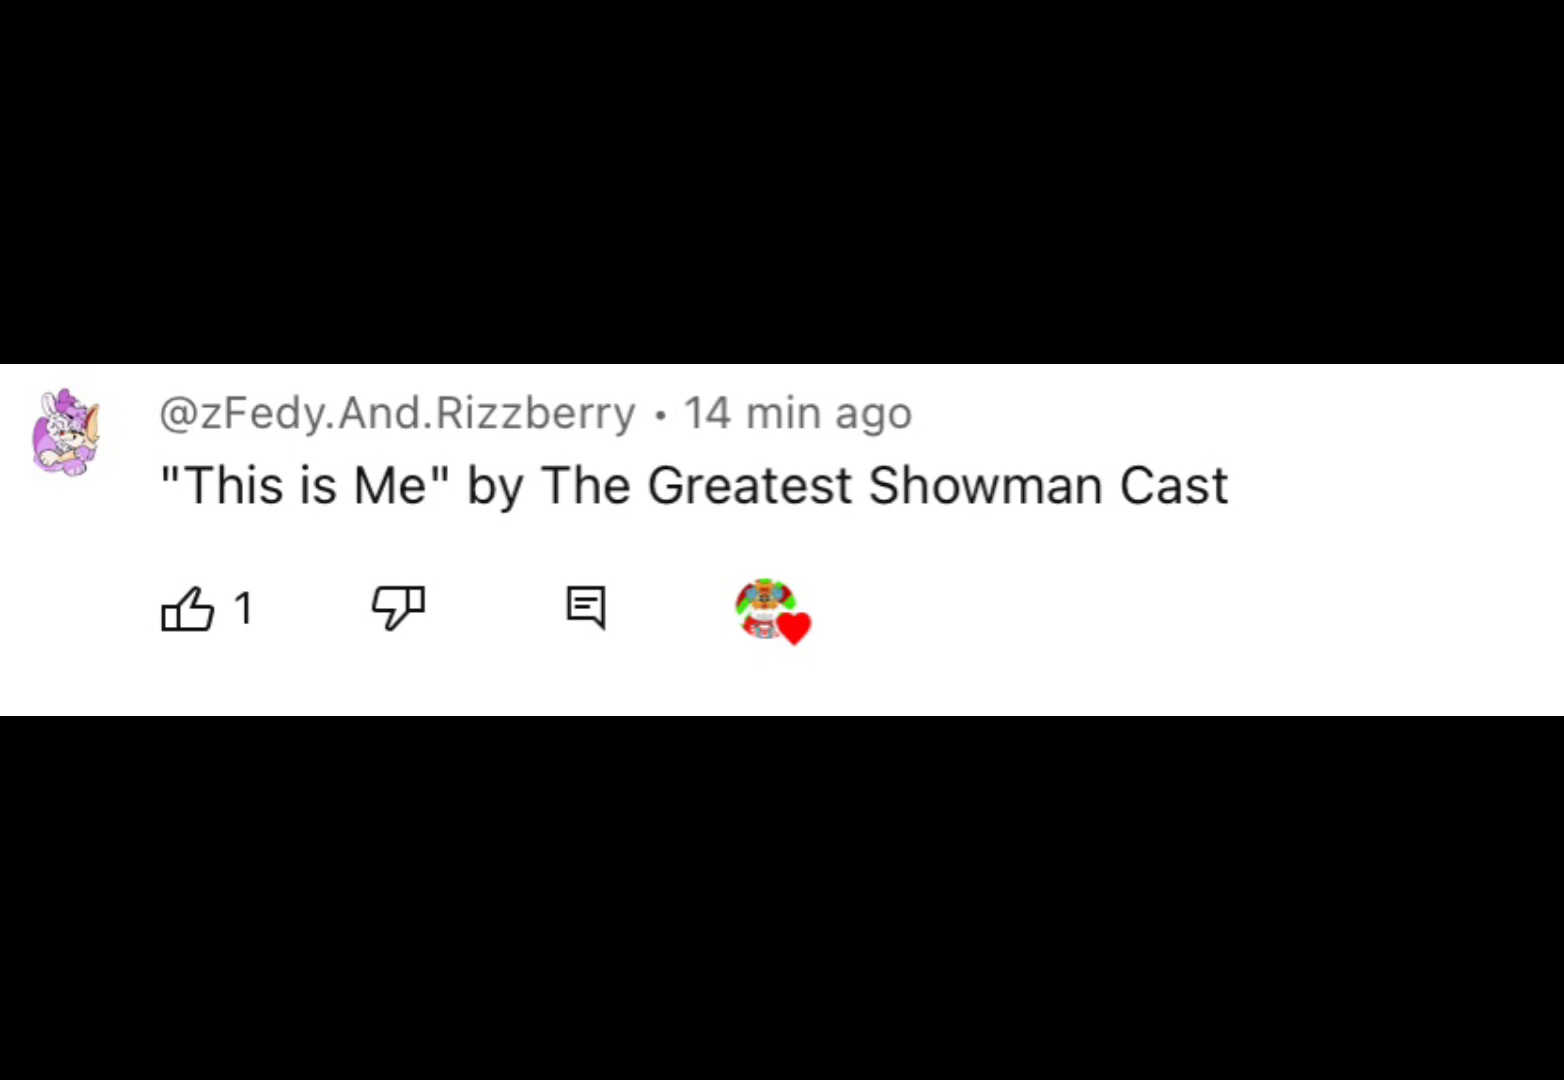 @zFedy.And.Rizzberry • 14 min ago
"This is Me" by The Greatest Showman Cast
1